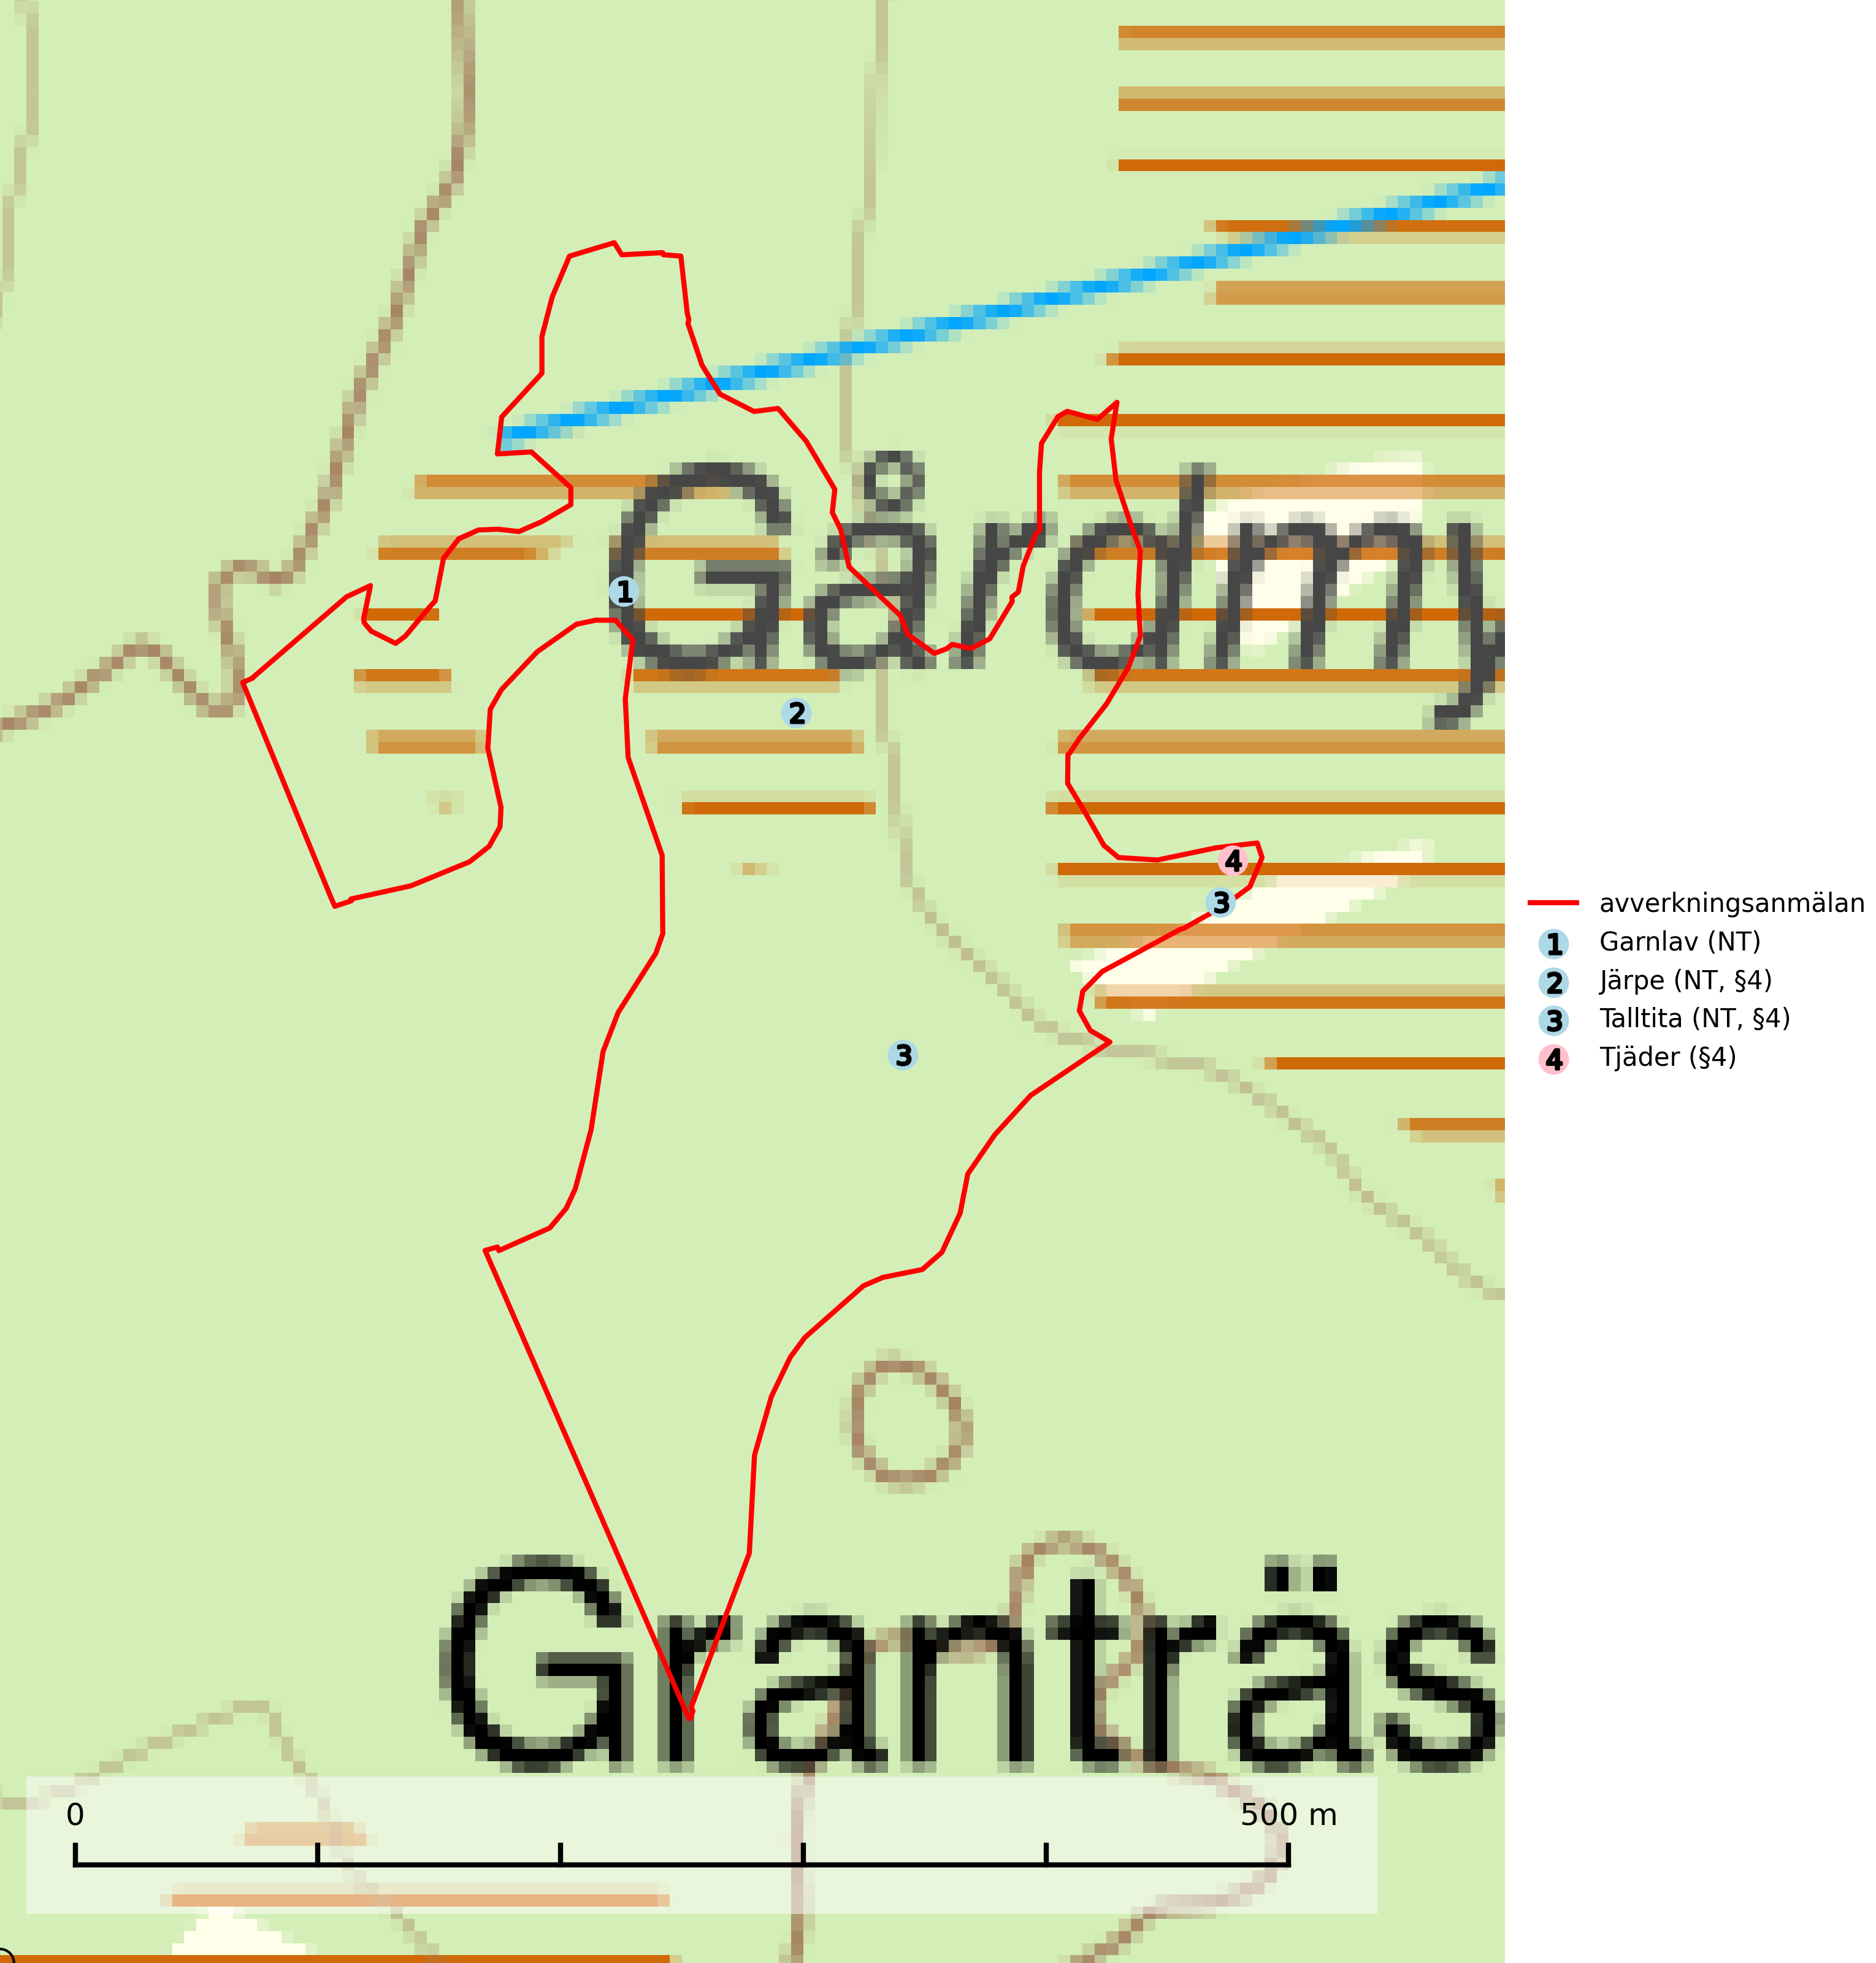 Gårdmy
1
2
4
3
3
Granträs
0 500 m
avverkningsanmälan
1 Garnlav (NT)
2 Järpe (NT, §4)
3 Talltita (NT, §4)
4 Tjäder (§4)